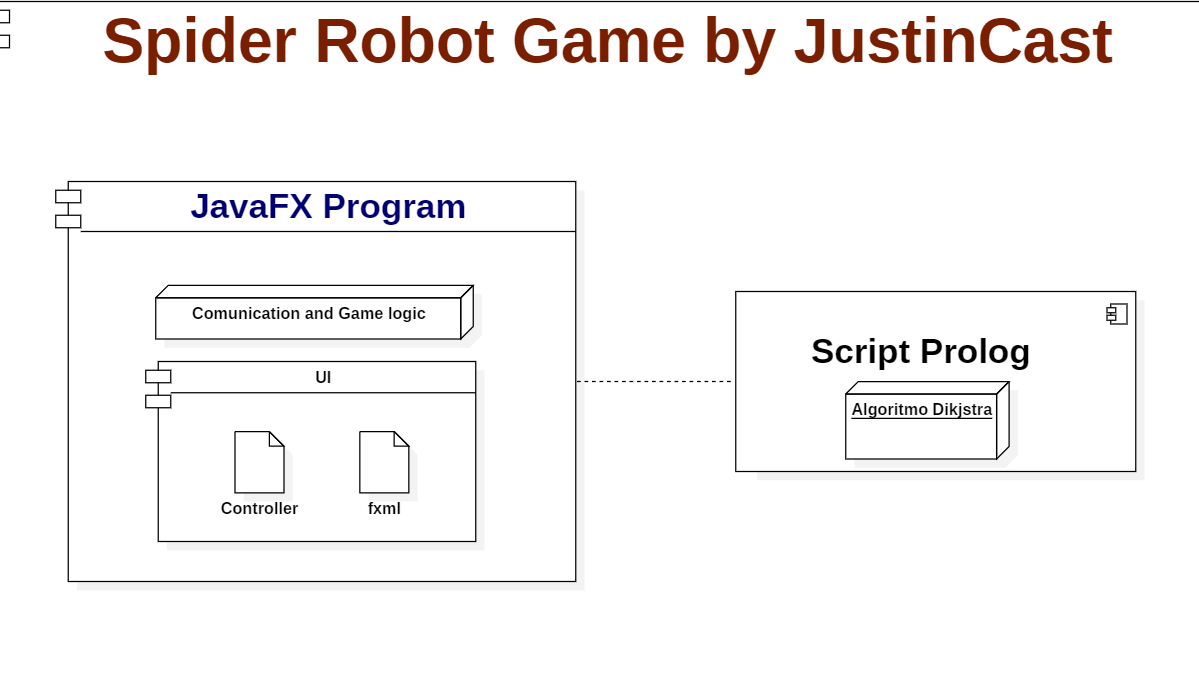 Spider Robot Game by JustinCast
JavaFX Program
Comunication and Game logic
UI
Controller
fxml
Script Prolog
Algoritmo Dikjstra